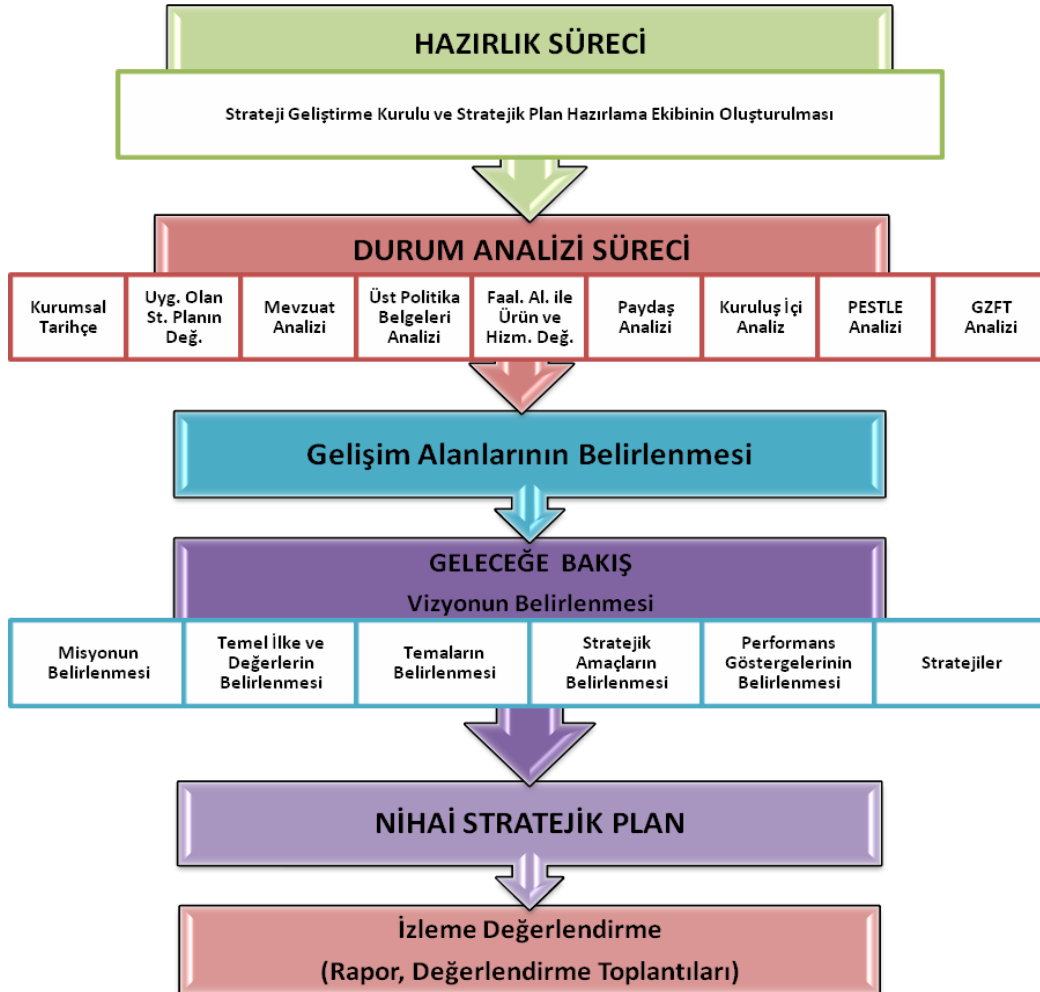 HAZIRLIK SÜRECİ
Strateji Geliştirme Kurulu ve Stratejik Plan Hazırlama Ekibinin Oluşturulması
DURUM ANALİZİ SÜRECİ
Kurumsal
Tarihçe
Uyg. Olan
St. Planın
Değ.
Mevzuat
Analizi
Üst Politika
Belgeleri
Analizi
Faal. Al. ile
Ürün ve
Hizm. Değ.
Paydaş
Analizi
Kuruluş İçi
Analiz
PESTLE
Analizi
GZFT
Analizi
Gelişim Alanlarının Belirlenmesi
GELECEĞE BAKIŞ
Vizyonun Belirlenmesi
Misyonun
Belirlenmesi
Temel İlke ve
Değerlerin
Belirlenmesi
Temaların
Belirlenmesi
Stratejik
Amaçların
Belirlenmesi
Performans
Göstergelerinin
Belirlenmesi
Stratejiler
NİHAİ STRATEJİK PLAN
İzleme Değerlendirme
(Rapor, Değerlendirme Toplantıları)